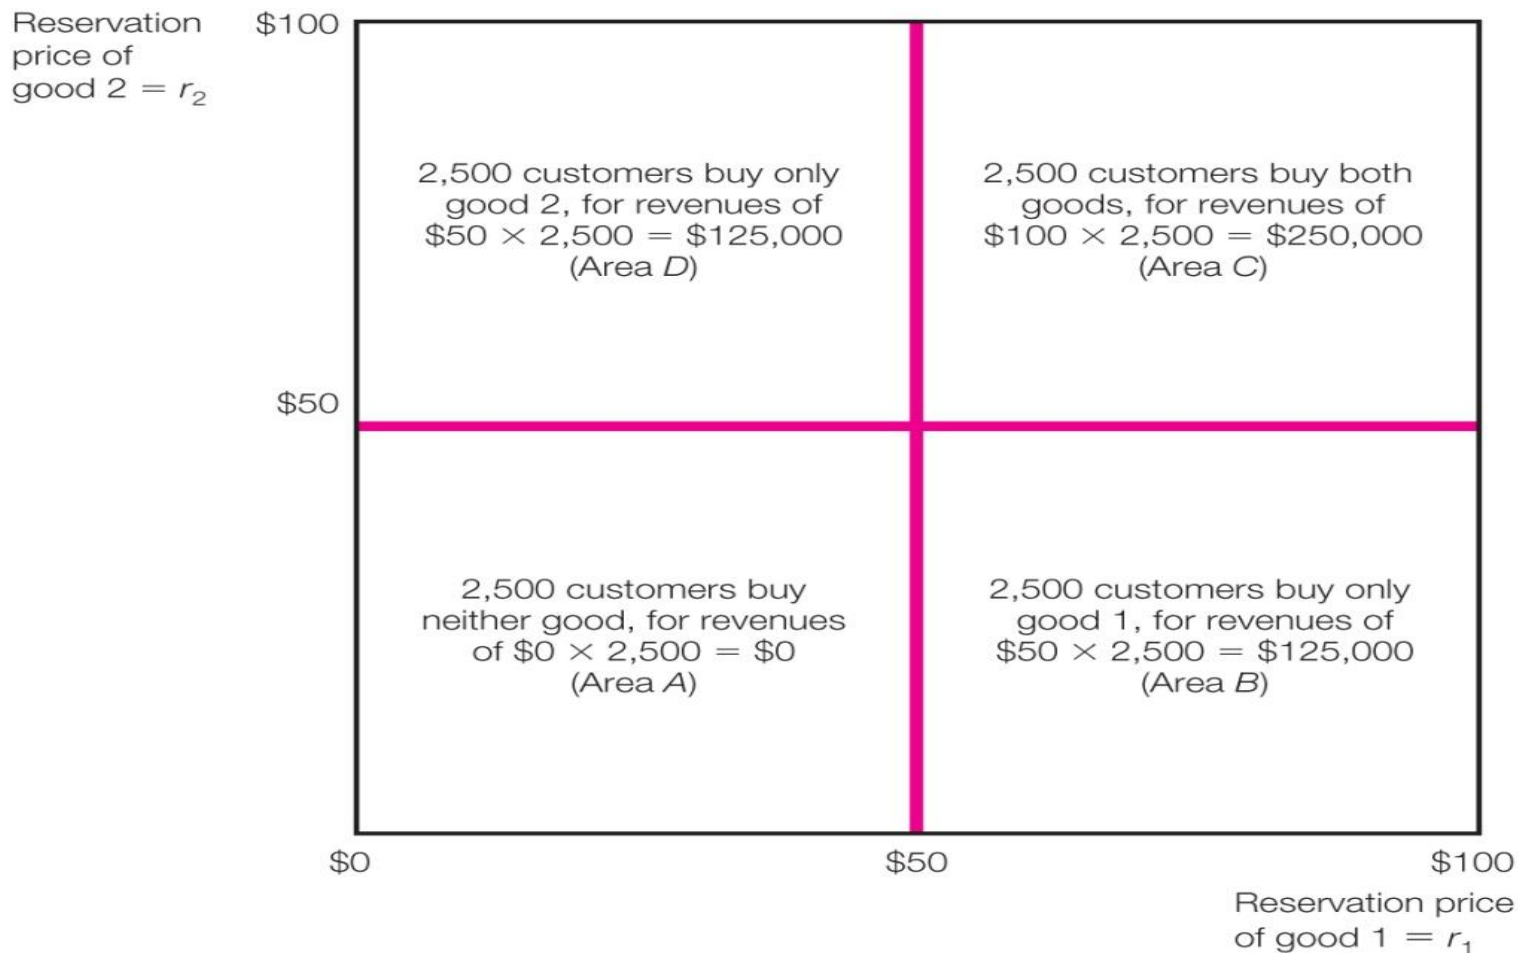 Reservation
price of
good 2 = r₂
$100
2,500 customers buy only
good 2, for revenues of
$50 × 2,500 = $125,000
(Area D)
2,500 customers buy both
goods, for revenues of
$100 × 2,500 = $250,000
(Area C)
$50
2,500 customers buy
neither good, for revenues
of $0 × 2,500 = $0
(Area A)
2,500 customers buy only
good 1, for revenues of
$50 × 2,500 = $125,000
(Area B)
$0
$50
$100
Reservation price
of good 1 = r₁